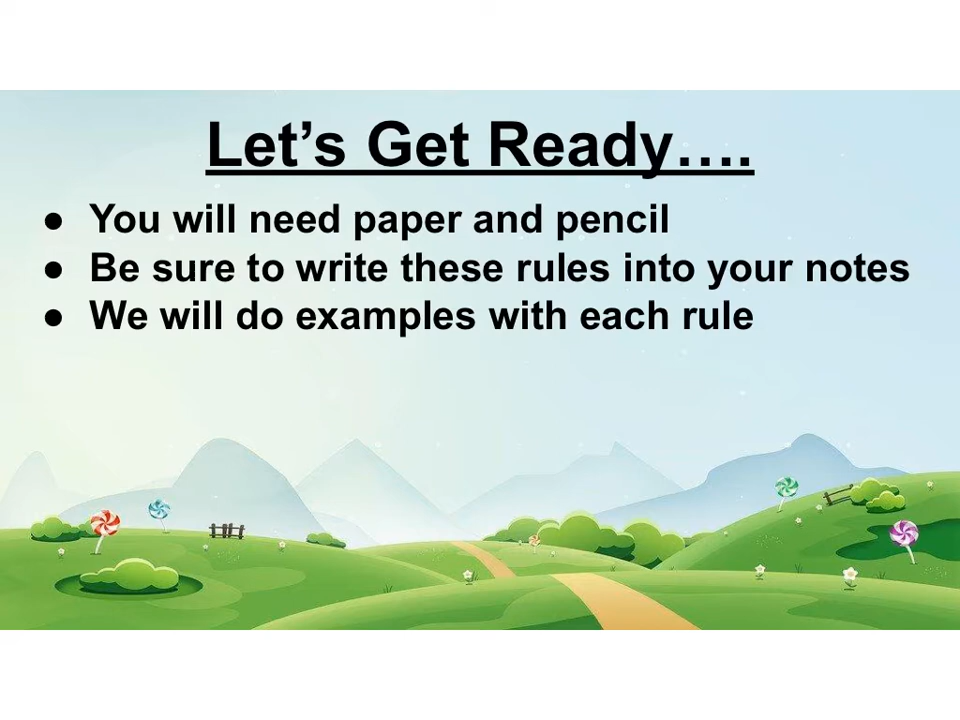 Let’s Get Ready….
● You will need paper and pencil
● Be sure to write these rules into your notes
● We will do examples with each rule